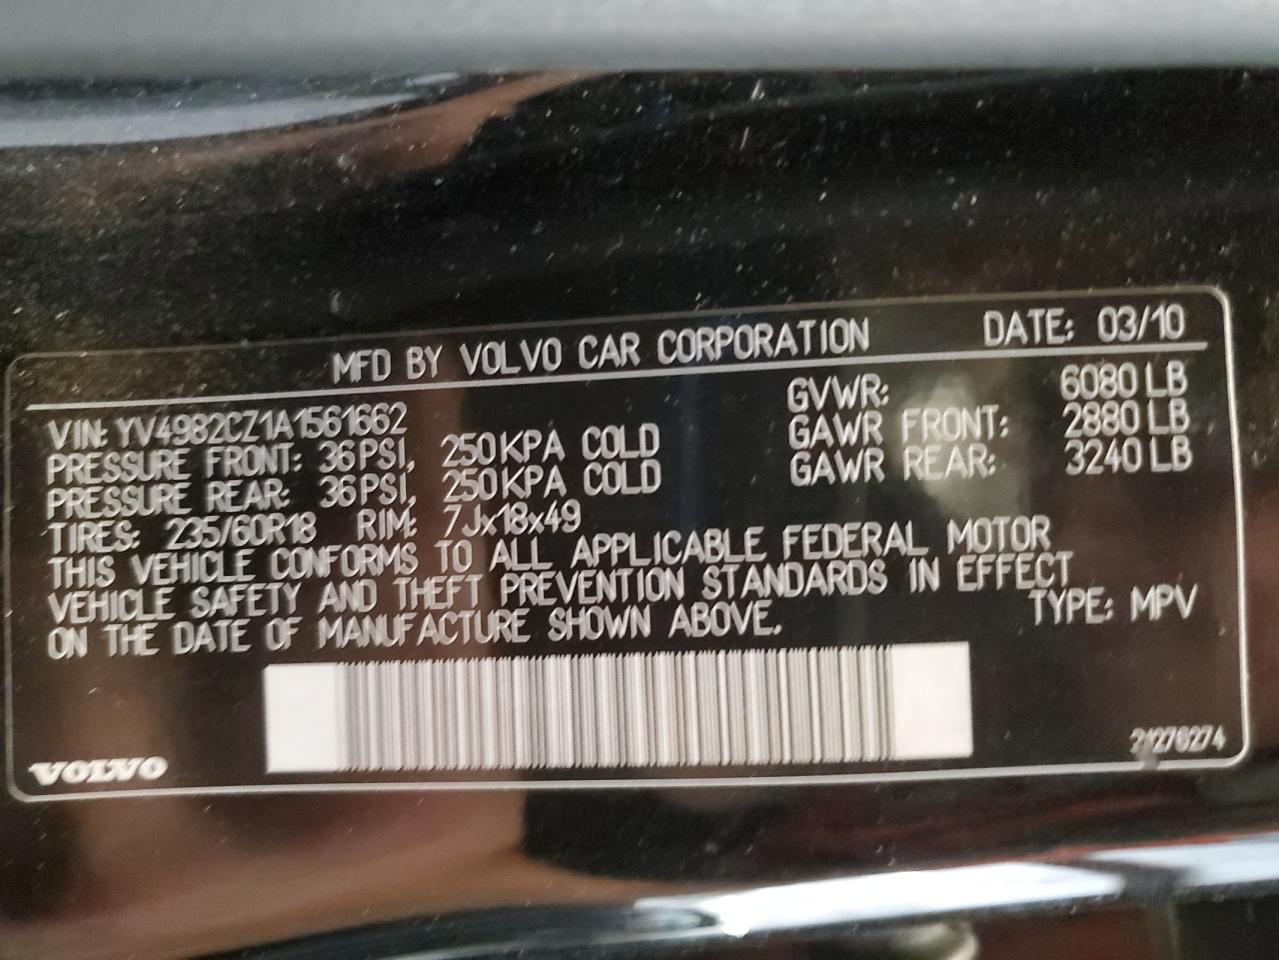 MFD BY VOLVO CAR CORPORATION DATE: 03/10
VIN: YV4982CZ1A1561662 GVWR: 6080 LB
PRESSURE FRONT: 36PSI, 250KPA COLD GAWR FRONT: 2880 LB
PRESSURE REAR: 36PSI, 250KPA COLD GAWR REAR: 3240 LB
TIRES: 235/60R18 RIM: 7Jx18x49
THIS VEHICLE CONFORMS TO ALL APPLICABLE FEDERAL MOTOR
VEHICLE SAFETY AND THEFT PREVENTION STANDARDS IN EFFECT
ON THE DATE OF MANUFACTURE SHOWN ABOVE. TYPE: MPV
VOLVO 21276274